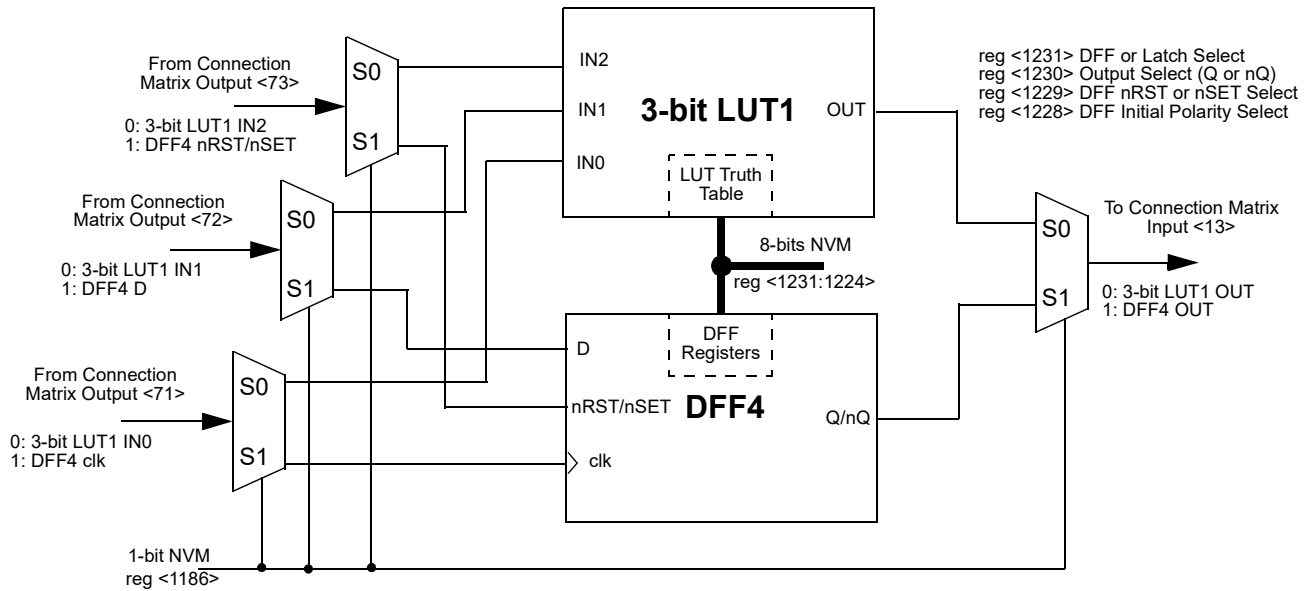 From Connection
Matrix Output <73>
0: 3-bit LUT1 IN2
1: DFF4 nRST/nSET
S0
S1
From Connection
Matrix Output <72>
0: 3-bit LUT1 IN1
1: DFF4 D
S0
S1
From Connection
Matrix Output <71>
0: 3-bit LUT1 IN0
1: DFF4 clk
S0
S1
1-bit NVM
reg <1186>
IN2
IN1
IN0
3-bit LUT1
OUT
LUT Truth
Table
8-bits NVM
reg <1231:1224>
DFF
Registers
D
nRST/nSET
DFF4
Q/nQ
clk
reg <1231> DFF or Latch Select
reg <1230> Output Select (Q or nQ)
reg <1229> DFF nRST or nSET Select
reg <1228> DFF Initial Polarity Select
S0
S1
To Connection Matrix
Input <13>
0: 3-bit LUT1 OUT
1: DFF4 OUT